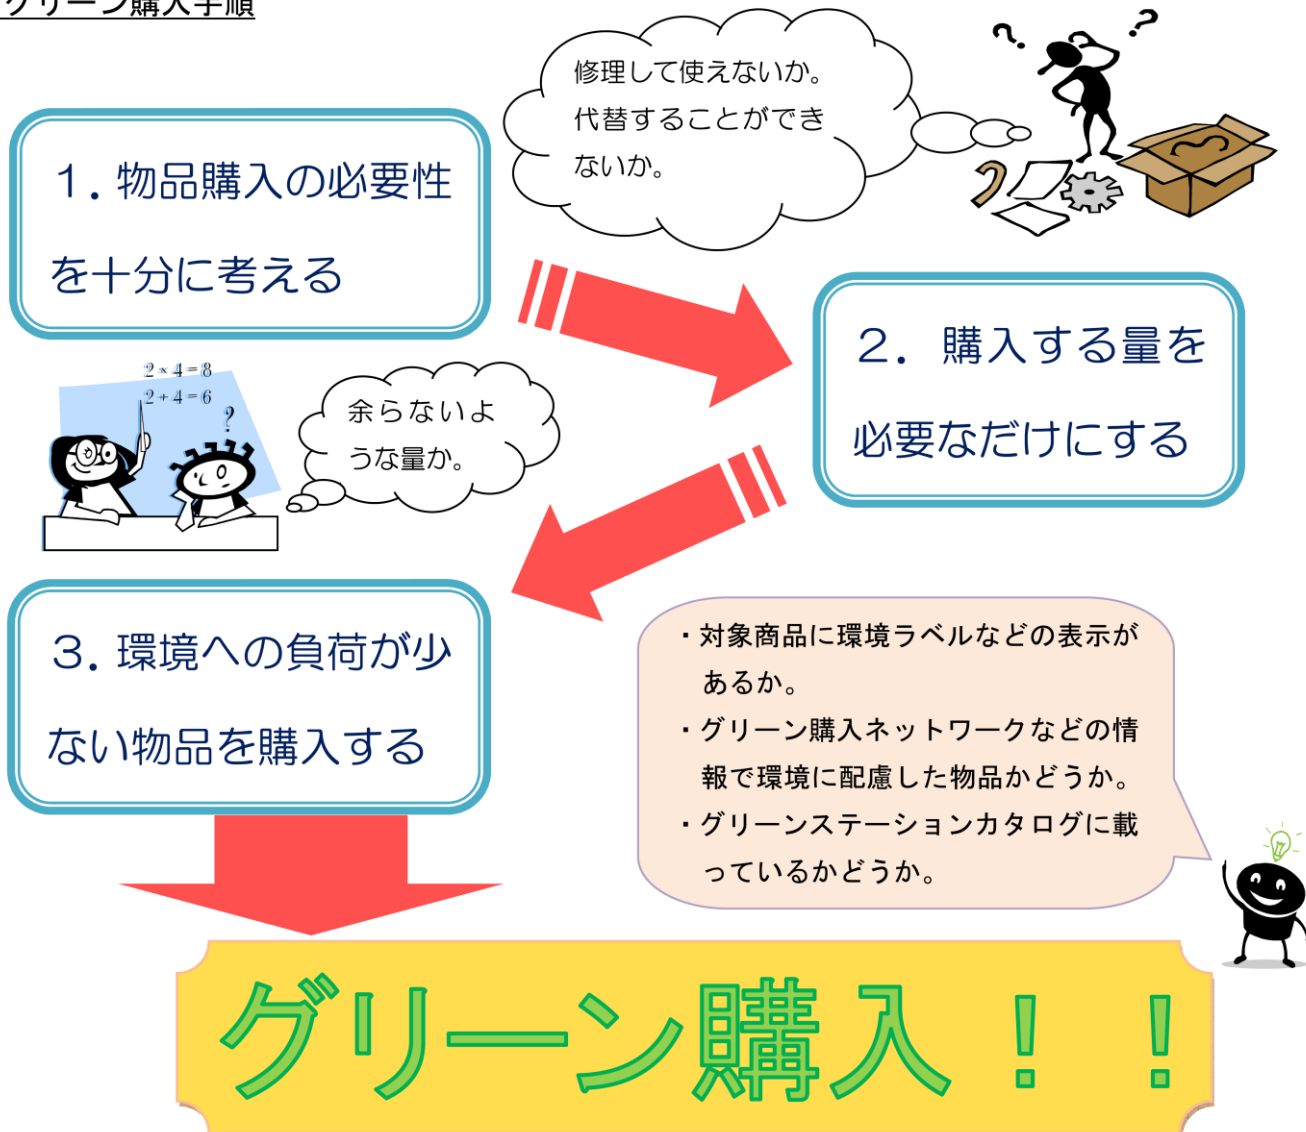 グリーン購入手順
修理して使えないか。
代替することができ
ないか。
1. 物品購入の必要性
を十分に考える
2. 購入する量を
必要なだけにする
2×4=8
2+4=6
?
余らないよ
うな量か。
3. 環境への負荷が少
ない物品を購入する
・対象商品に環境ラベルなどの表示が
あるか。
・グリーン購入ネットワークなどの情
報で環境に配慮した物品かどうか。
・グリーンステーションカタログに載
っているかどうか。
グリーン購入！！